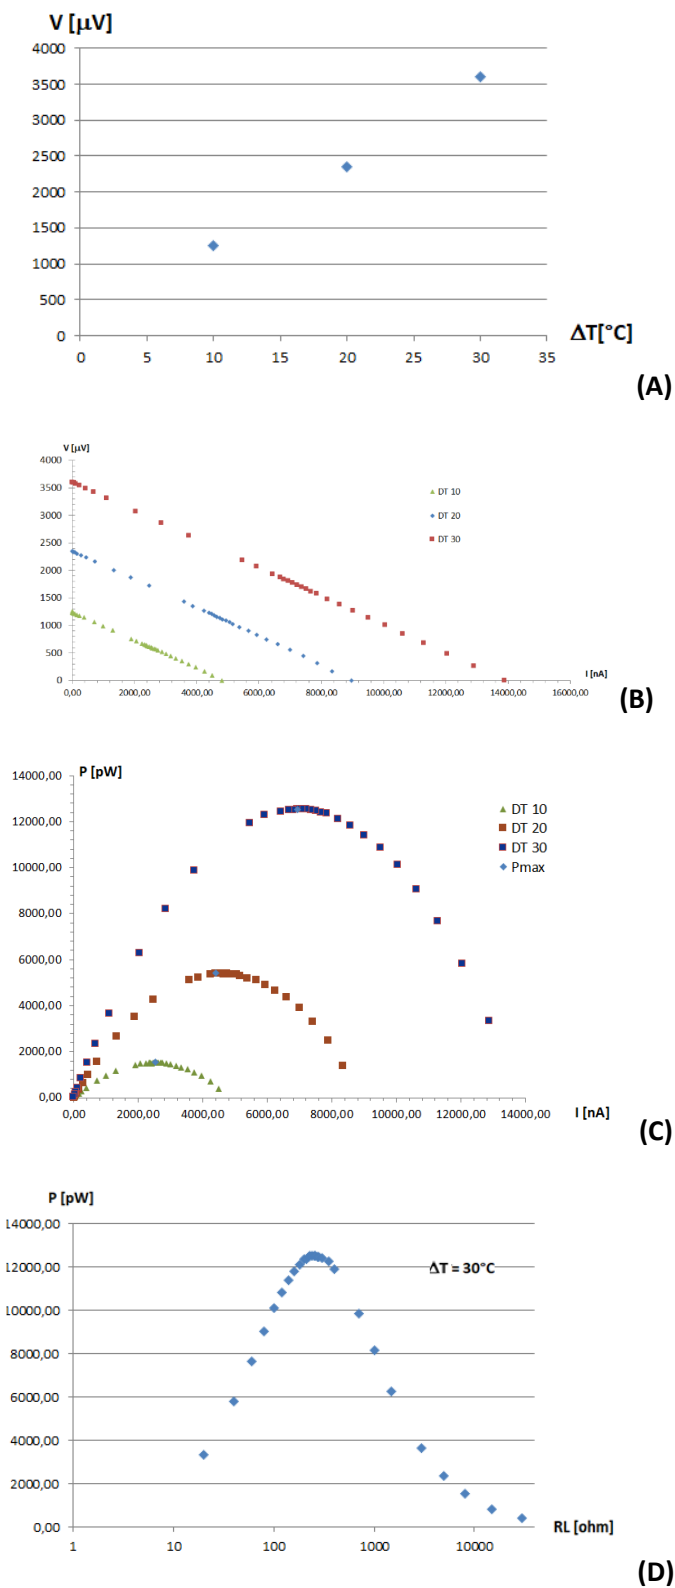 V [μV]
4000
3500
3000
2500
2000
1500
1000
500
0
0 5 10 15 20 25 30 35
ΔT[°C]
(A)
V [μV]
4000
3500
3000
2500
2000
1500
1000
500
0
DT 10
DT 20
DT 30
0,00 2000,00 4000,00 6000,00 8000,00 10000,00 12000,00 14000,00 16000,00
I [nA]
(B)
P [pW]
14000,00
12000,00
10000,00
8000,00
6000,00
4000,00
2000,00
0,00
DT 10
DT 20
DT 30
Pmax
0,00 2000,00 4000,00 6000,00 8000,00 10000,00 12000,00 14000,00
I [nA]
(C)
P [pW]
14000,00
12000,00
10000,00
8000,00
6000,00
4000,00
2000,00
0,00
ΔT = 30°C
1 10 100 1000 10000
RL [ohm]
(D)